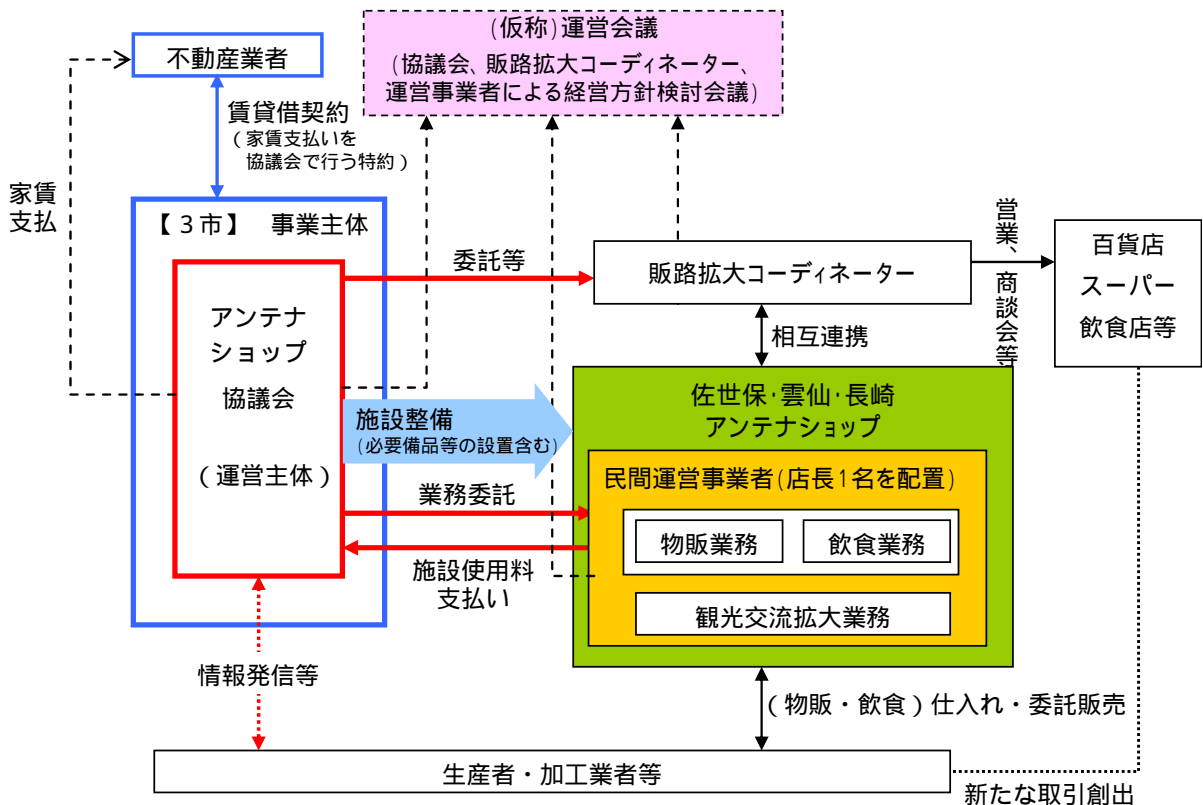 (仮称)運営会議
(協議会、販路拡大コーディネーター、
運営事業者による経営方針検討会議)
不動産業者
賃貸借契約
(家賃支払いを
協議会で行う特約)
家賃
支払
【3市】 事業主体
アンテナ
ショップ
協議会
(運営主体)
委託等
販路拡大コーディネーター
営業、商談会等
百貨店
スーパー
飲食店等
相互連携
施設整備
(必要備品等の設置含む)
佐世保・雲仙・長崎
アンテナショップ
民間運営事業者(店長1名を配置)
物販業務
飲食業務
観光交流拡大業務
業務委託
施設使用料
支払い
情報発信等
(物販・飲食)仕入れ・委託販売
生産者・加工業者等
新たな取引創出